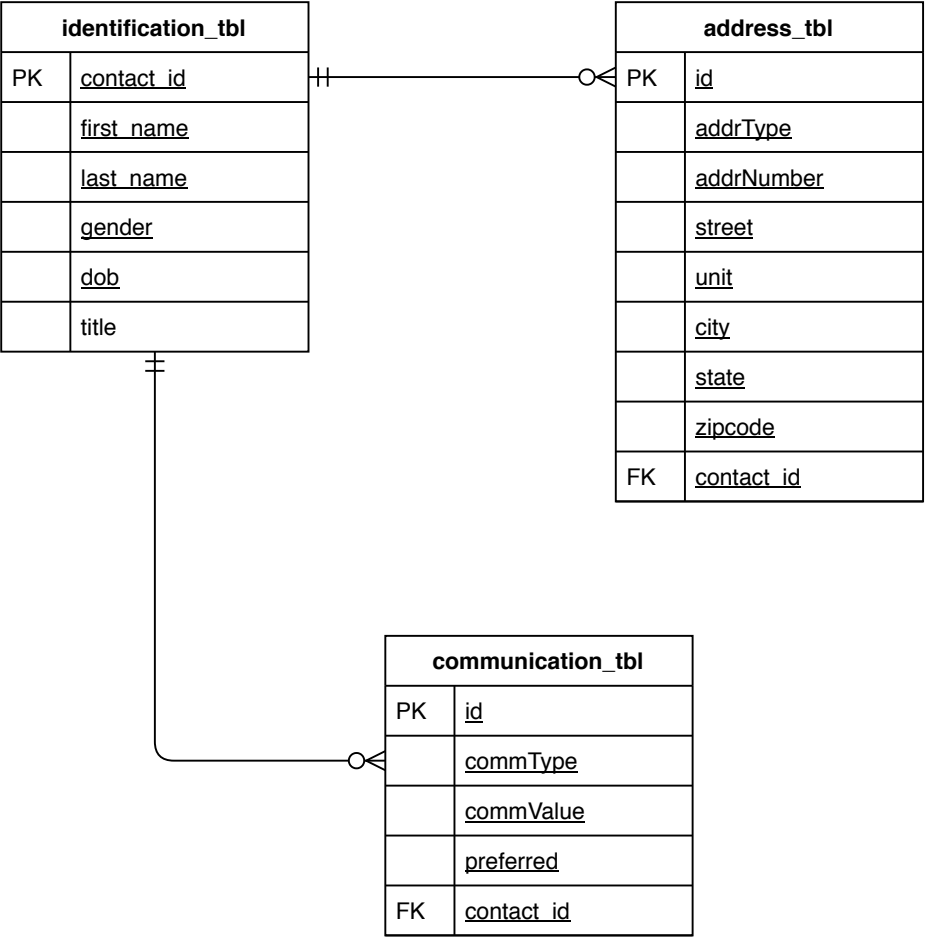 identification_tbl
PK contact_id
first_name
last_name
gender
dob
title
address_tbl
PK id
addrType
addrNumber
street
unit
city
state
zipcode
FK contact_id
communication_tbl
PK id
commType
commValue
preferred
FK contact_id